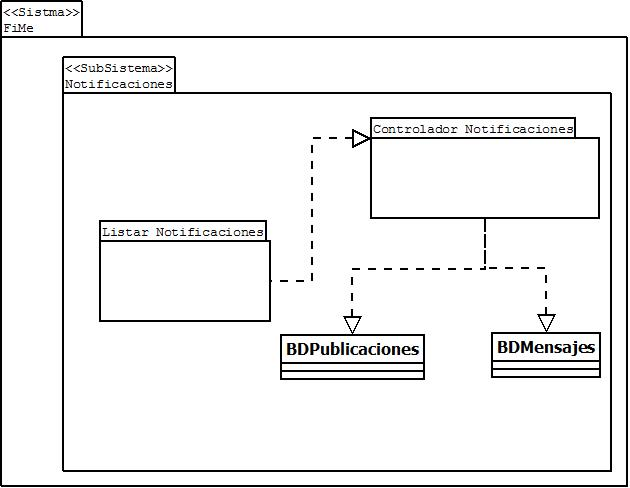 <<Sistma>>
FiMe
<<SubSistema>>
Notificaciones
Controlador Notificaciones
Listar Notificaciones
BDPublicaciones
BDMensajes